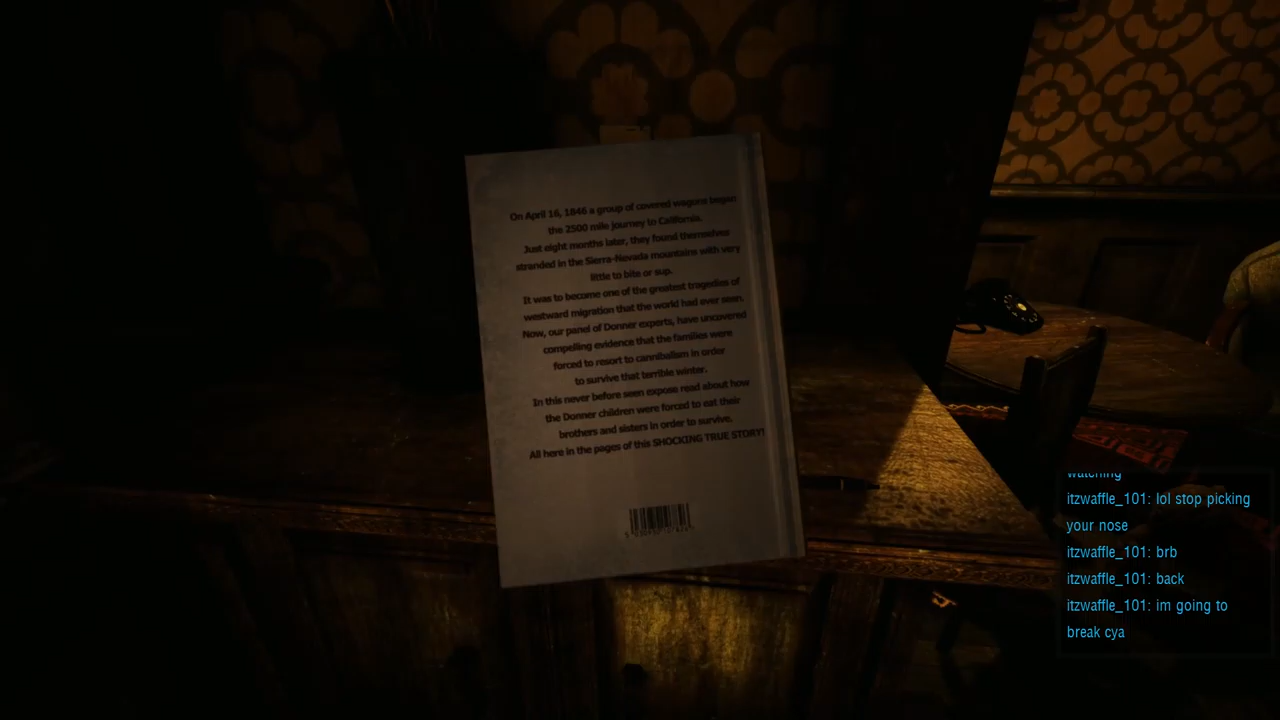 On April 16, 1846 a group of covered wagons began
the 2500 mile journey to California.
Just eight months later, they found themselves
stranded in the Sierra-Nevada mountains with very
little to bite or sup.
It was to become one of the greatest tragedies of
westward migration that the world had ever seen.
Now, our panel of Donner experts, have uncovered
compelling evidence that the families were
forced to resort to cannibalism in order
to survive that terrible winter.
In this never before seen expose read about how
the Donner children were forced to eat their
brothers and sisters in order to survive.
All here in the pages of this SHOCKING TRUE STORY!
watching
itzwaffle_101: lol stop picking
your nose
itzwaffle_101: brb
itzwaffle_101: back
itzwaffle_101: im going to
break cya